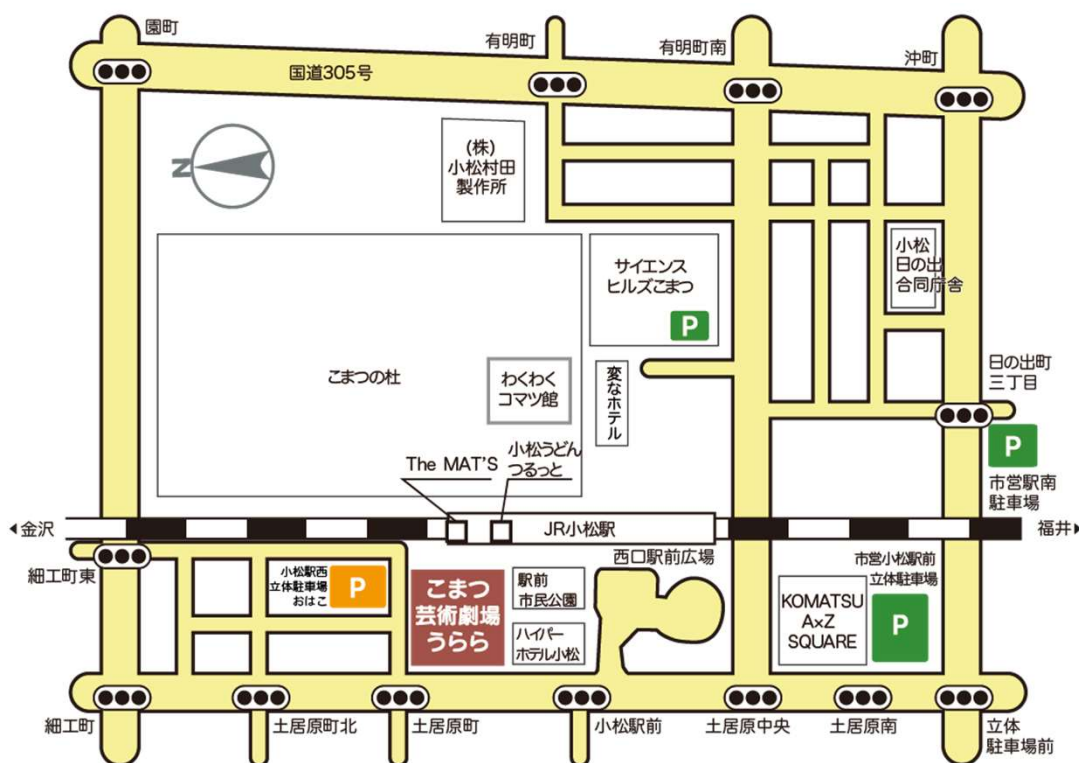 園町
有明町
有明町南
沖町
国道305号
N
(株)
小松村田
製作所
サイエンス
ヒルズこまつ
P
小松
日の出
合同庁舎
こまつの杜
わくわく
コマツ館
変なホテル
日の出町
三丁目
P
市営駅南
駐車場
The MAT'S
小松うどん
つるっと
金沢
JR小松駅
福井
細工町東
小松駅西
立体駐車場
おはこ
P
こまつ
芸術劇場
うらら
駅前
市民公園
ハイパー
ホテル小松
西口駅前広場
市営小松駅前
立体駐車場
KOMATSU
A×Z
SQUARE
P
細工町
土居原町北
土居原町
小松駅前
土居原中央
土居原南
立体
駐車場前